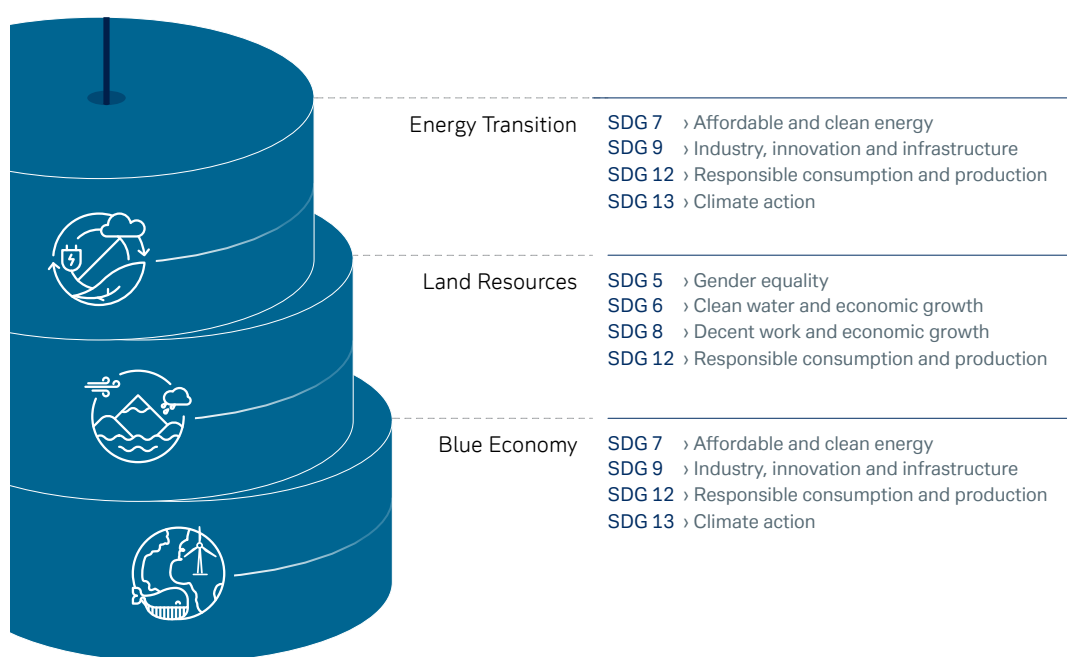 Energy Transition
SDG 7 › Affordable and clean energy
SDG 9 › Industry, innovation and infrastructure
SDG 12 › Responsible consumption and production
SDG 13 › Climate action
Land Resources
SDG 5 › Gender equality
SDG 6 › Clean water and economic growth
SDG 8 › Decent work and economic growth
SDG 12 › Responsible consumption and production
Blue Economy
SDG 7 › Affordable and clean energy
SDG 9 › Industry, innovation and infrastructure
SDG 12 › Responsible consumption and production
SDG 13 › Climate action